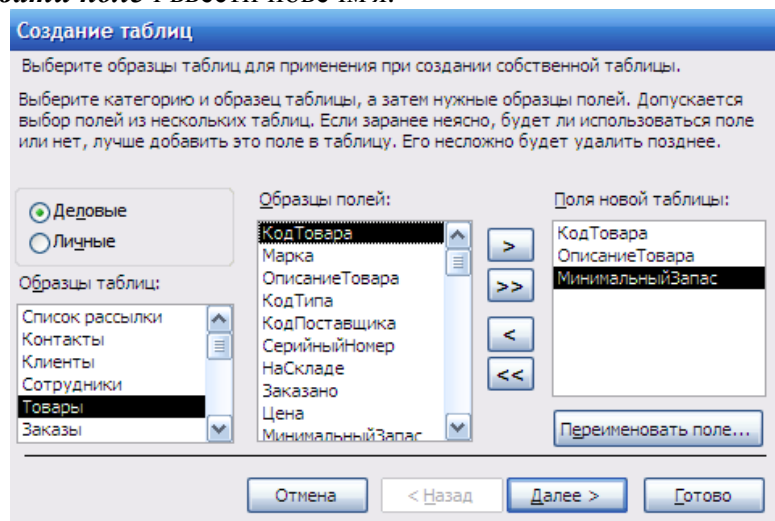 поле
ввести
Создание таблиц
Выберите образцы таблиц для применения при создании собственной таблицы.
Выберите категорию и образец таблицы, а затем нужные образцы полей. Допускается
выбор полей из нескольких таблиц. Если заранее неясно, будет ли использоваться поле
или нет, лучше добавить это поле в таблицу. Его несложно будет удалить позднее.
Деловые
Личные
Образцы таблиц:
Список рассылки
Контакты
Клиенты
Сотрудники
Товары
Заказы
Образцы полей:
КодТовара
Марка
ОписаниеТовара
КодТипа
КодПоставщика
СерийныйНомер
НаСкладе
Заказано
Цена
МинимальныйЗапас
>
>>
<
<<
Поля новой таблицы:
КодТовара
ОписаниеТовара
МинимальныйЗапас
Переименовать поле...
Отмена
< Назад
Далее >
Готово